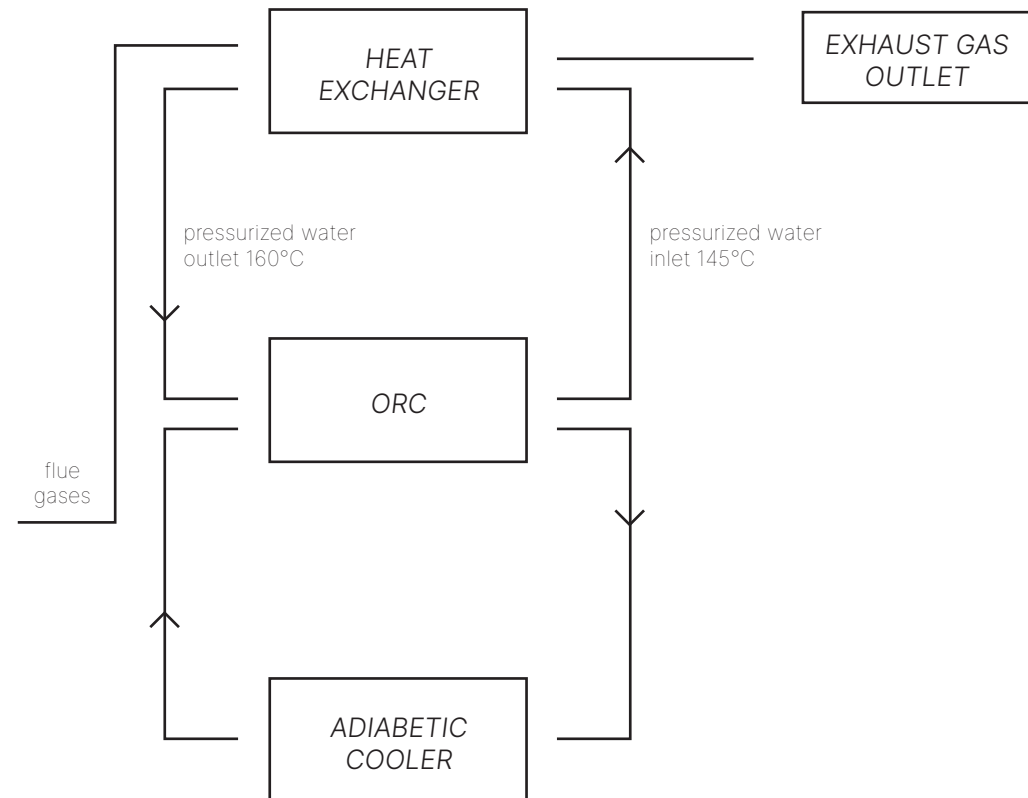 HEAT
EXCHANGER
EXHAUST GAS
OUTLET
pressurized water
outlet 160°C
pressurized water
inlet 145°C
ORC
flue
gases
ADIABETIC
COOLER